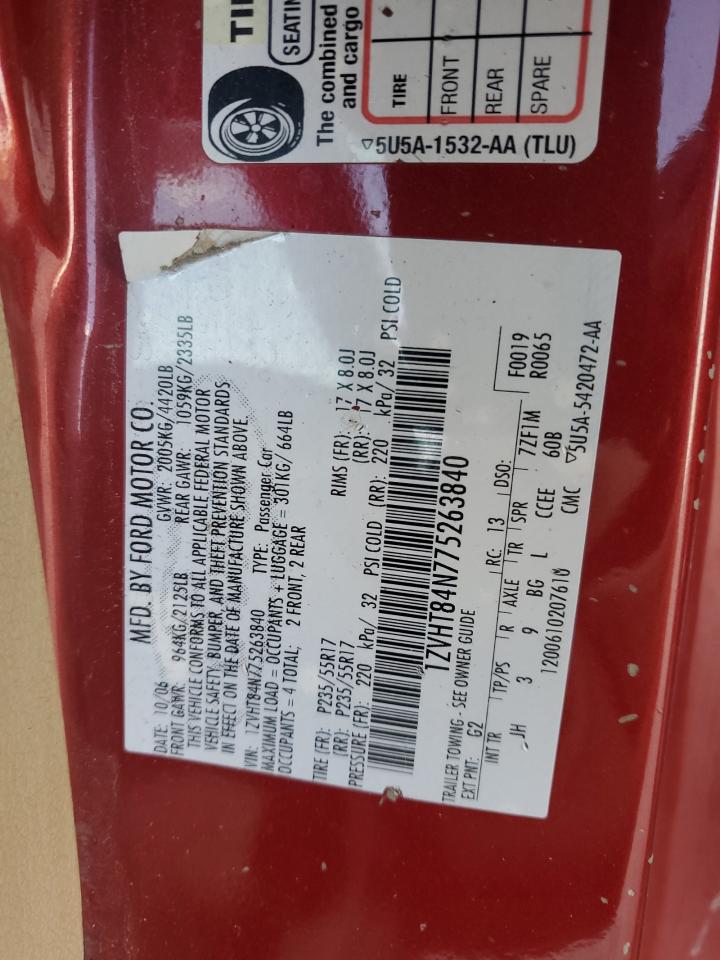 TI
SEATIN
The combined
and cargo
TIRE
FRONT
REAR
SPARE
▽5U5A-1532-AA (TLU)
MFD. BY FORD MOTOR CO.
DATE: 10/06 GVWR: 2005KG/4420LB
FRONT GAWR: 964KG/2125LB REAR GAWR: 1059KG/2335LB
THIS VEHICLE CONFORMS TO ALL APPLICABLE FEDERAL MOTOR
VEHICLE SAFETY, BUMPER, AND THEFT PREVENTION STANDARDS
IN EFFECT ON THE DATE OF MANUFACTURE SHOWN ABOVE
VIN: 1ZVHT84N775263840 TYPE: Passenger Car
MAXIMUM LOAD = OCCUPANTS + LUGGAGE = 301KG/ 664LB
OCCUPANTS = 4 TOTAL; 2 FRONT, 2 REAR
TIRE (FR): P235/55R17 RIMS (FR): 17 X 8.0J
(RR): P235/55R17 (RR): 17 X 8.0J
PRESSURE (FR): 220 kPa/ 32 PSI COLD (RR): 220 kPa/ 32 PSI COLD
1ZVHT84N775263840
TRAILER TOWING - SEE OWNER GUIDE
EXT PNT: G2 RC: 13 DSO: F0019
INT TR TP/PS R AXLE TR SPR 7ZF1M R0065
JH 3 9 BG L CCEE 60B
1200610207610 CMC ▽5U5A-5420472-AA